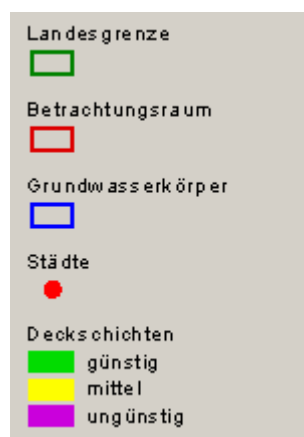 Landesgrenze
Betrachtungsraum
Grundwasserkörper
Städte
Deckschichten
günstig
mittel
ungünstig